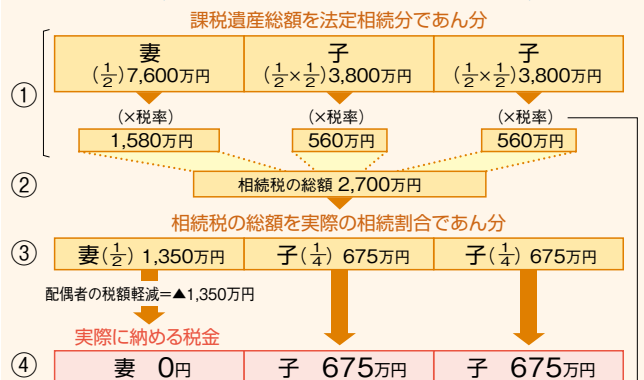 課税遺産総額を法定相続分であん分
①
妻 子 子
(1/2)7,600万円 (1/2×1/2)3,800万円 (1/2×1/2)3,800万円
(×税率) (×税率) (×税率)
1,580万円 560万円 560万円
② 相続税の総額 2,700万円
相続税の総額を実際の相続割合であん分
③ 妻(1/2) 1,350万円 子(1/4) 675万円 子(1/4) 675万円
配偶者の税額軽減=▲1,350万円
実際に納める税金
④ 妻 0円 子 675万円 子 675万円